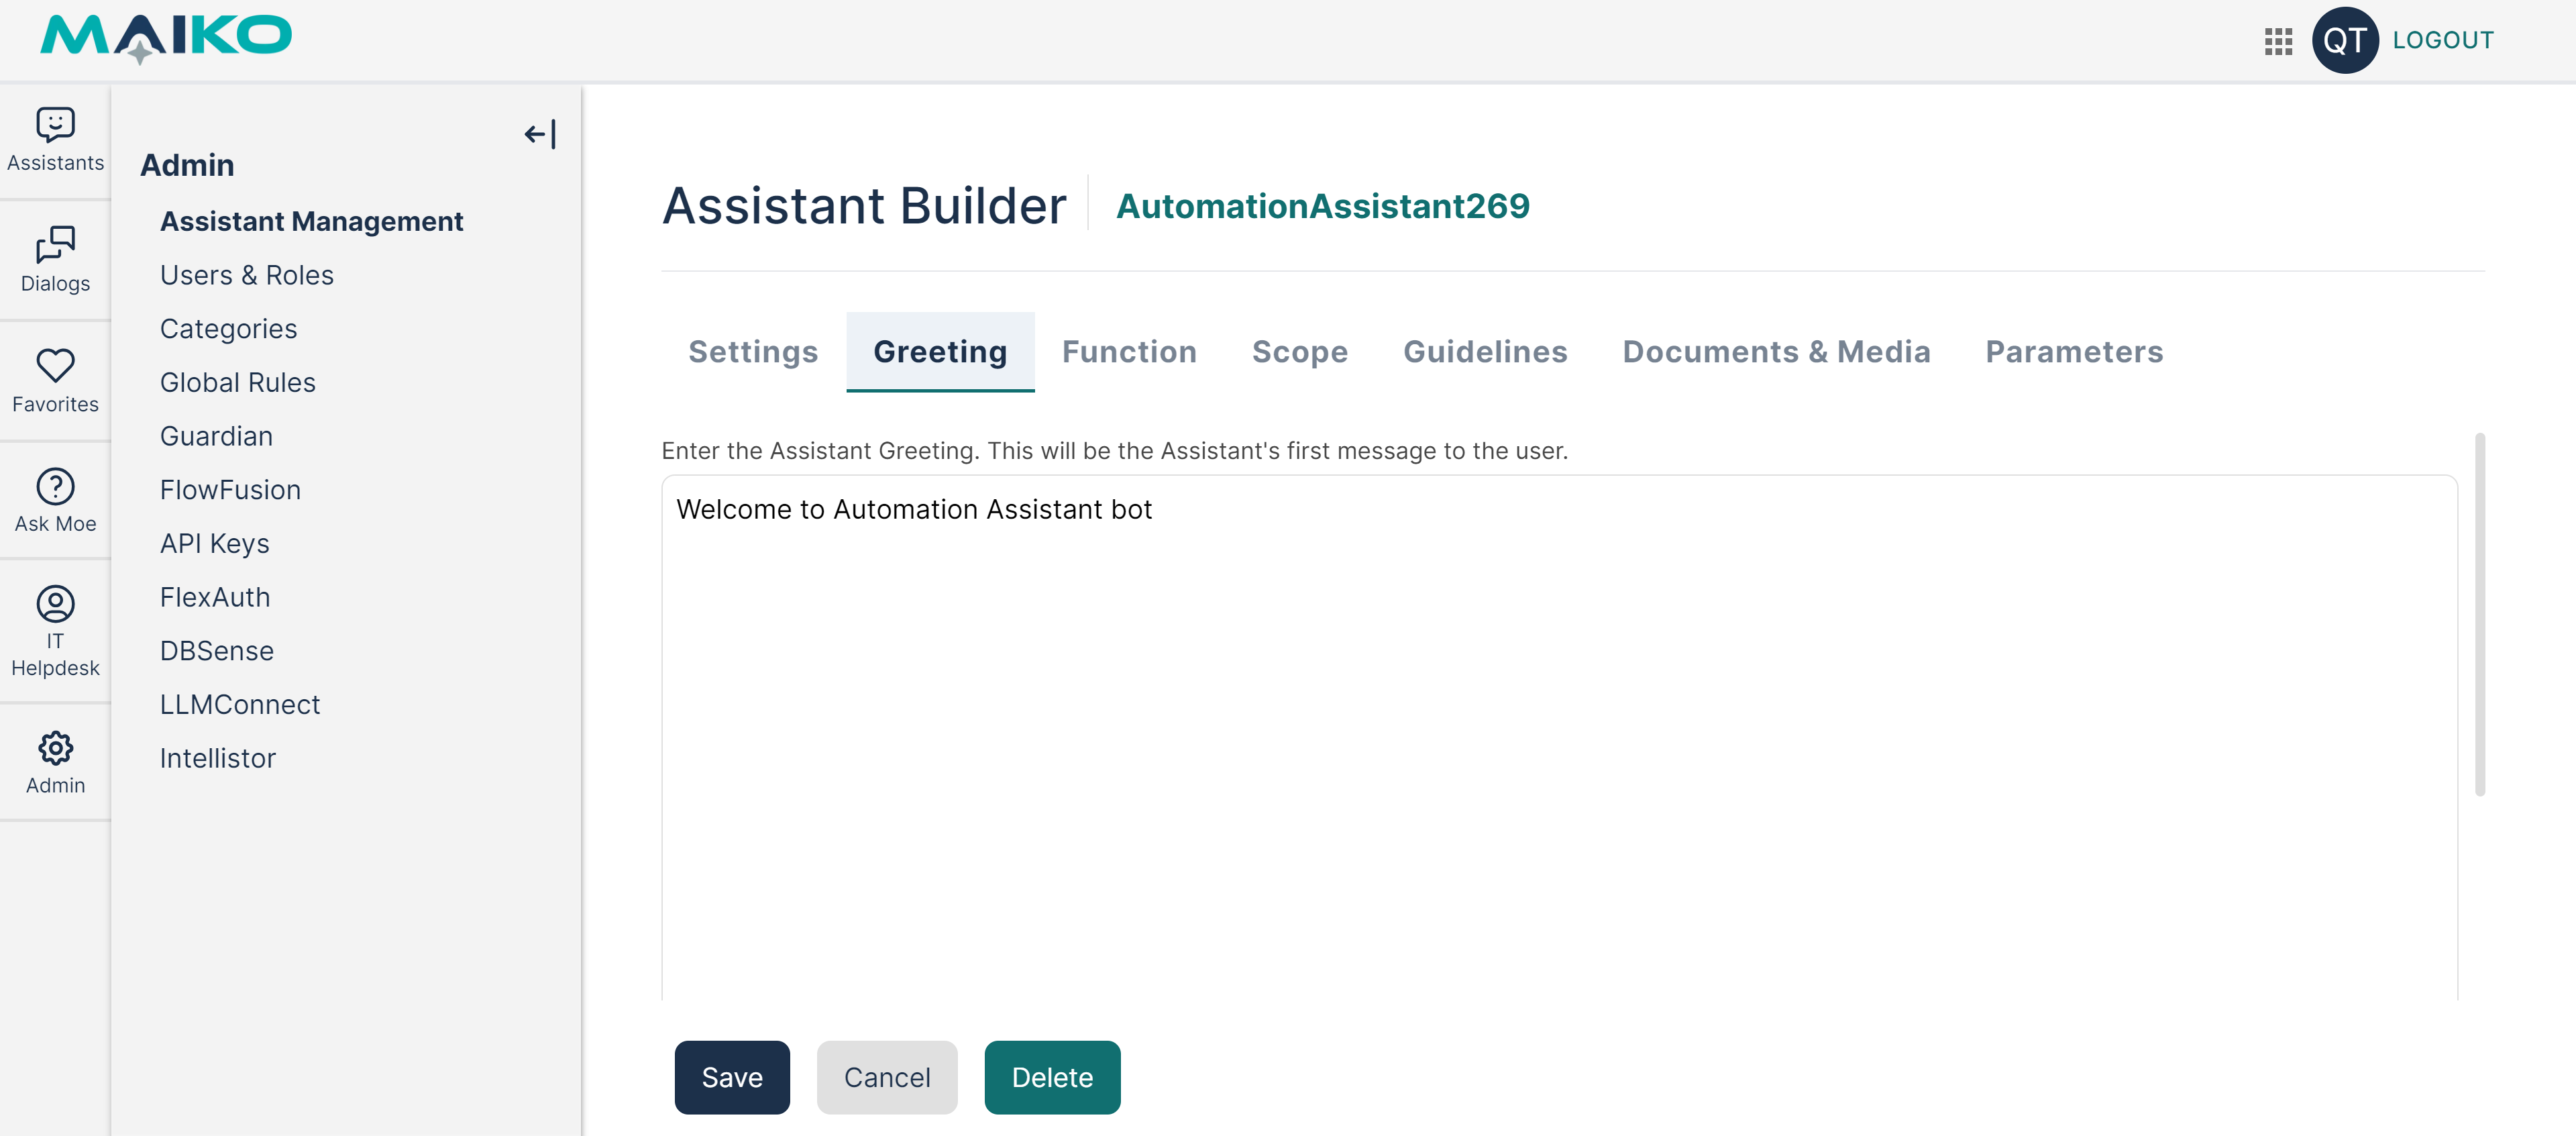 MAIKO
QT LOGOUT
Assistants
Dialogs
Favorites
Ask Moe
IT
Helpdesk
Admin
Admin
Assistant Management
Users & Roles
Categories
Global Rules
Guardian
FlowFusion
API Keys
FlexAuth
DBSense
LLMConnect
Intellistor
Assistant Builder AutomationAssistant269
Settings Greeting Function Scope Guidelines Documents & Media Parameters
Enter the Assistant Greeting. This will be the Assistant's first message to the user.
Welcome to Automation Assistant bot
Save Cancel Delete